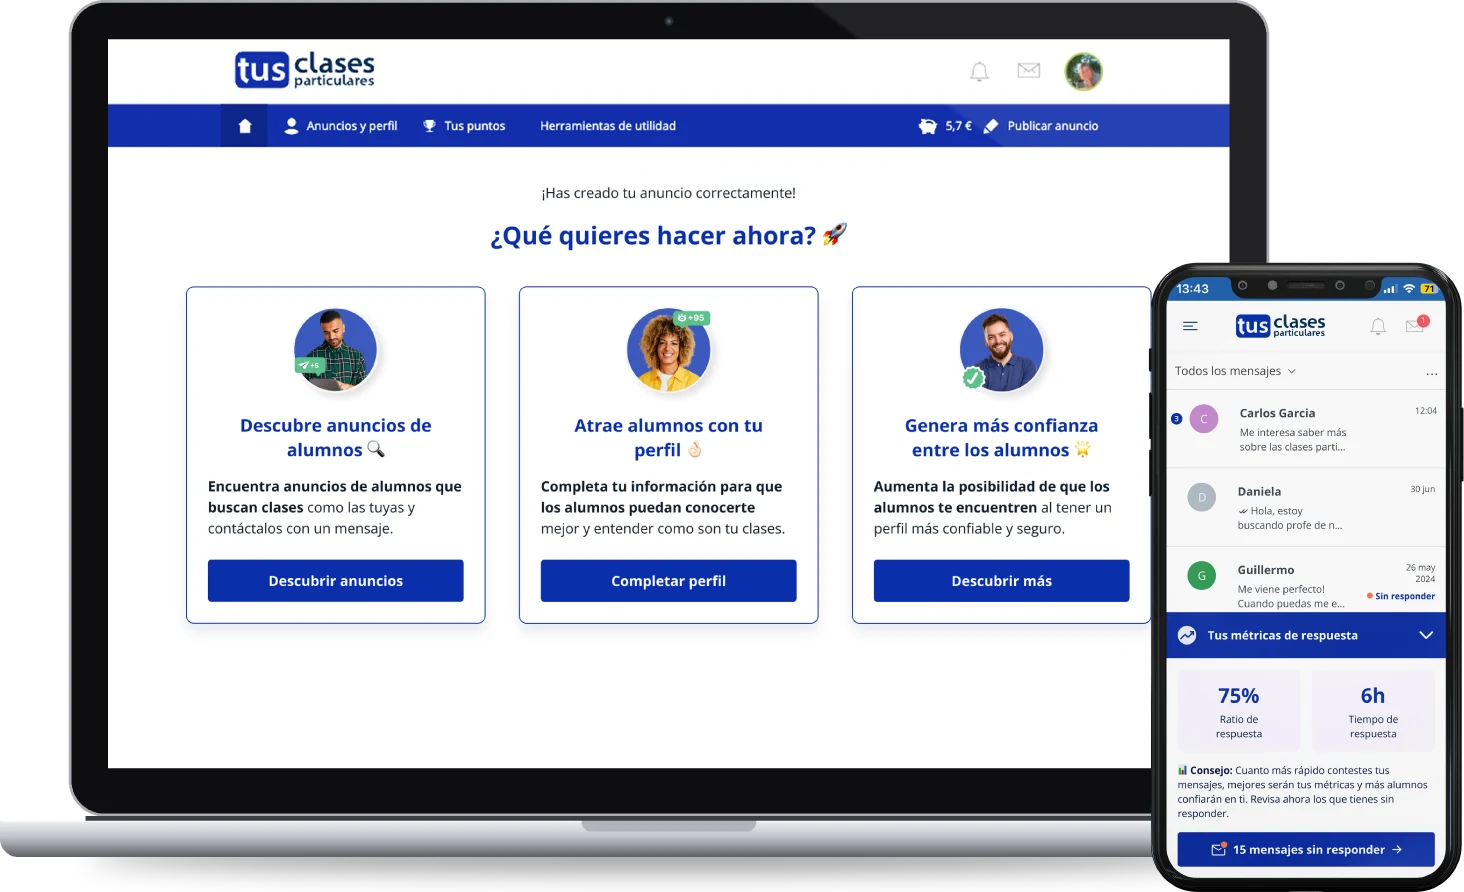 tus clases
particulares
Anuncios y perfil
Tus puntos
Herramientas de utilidad
5,7 €
Publicar anuncio
¡Has creado tu anuncio correctamente!
¿Qué quieres hacer ahora? 🚀
+5
Descubre anuncios de
alumnos 🔍
Encuentra anuncios de alumnos que
buscan clases como las tuyas y
contáctalos con un mensaje.
Descubrir anuncios
+95
Atrae alumnos con tu
perfil 👌🏻
Completa tu información para que
los alumnos puedan conocerte
mejor y entender como son tu clases.
Completar perfil
Genera más confianza
entre los alumnos 🌟
Aumenta la posibilidad de que los
alumnos te encuentren al tener un
perfil más confiable y seguro.
Descubrir más
13:43
71
tus clases
particulares
1
Todos los mensajes
...
3
C
Carlos Garcia
12:04
Me interesa saber más
sobre las clases parti...
D
Daniela
30 jun
Hola, estoy
buscando profe de n...
G
Guillermo
26 may
2024
Me viene perfecto!
Cuando puedas me e...
Sin responder
Tus métricas de respuesta
75%
Ratio de
respuesta
6h
Tiempo de
respuesta
📊 Consejo: Cuanto más rápido contestes tus
mensajes, mejores serán tus métricas y más alumnos
confiarán en ti. Revisa ahora los que tienes sin
responder.
15 mensajes sin responder →